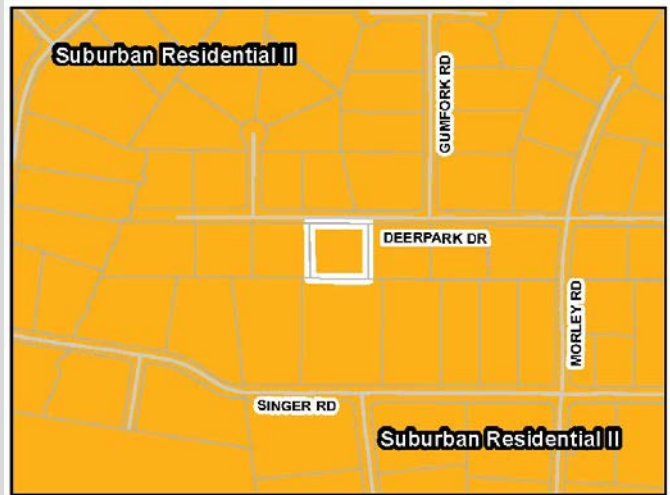 Suburban Residential II
GUMFORK RD
DEERPARK DR
MORLEY RD
SINGER RD
Suburban Residential II